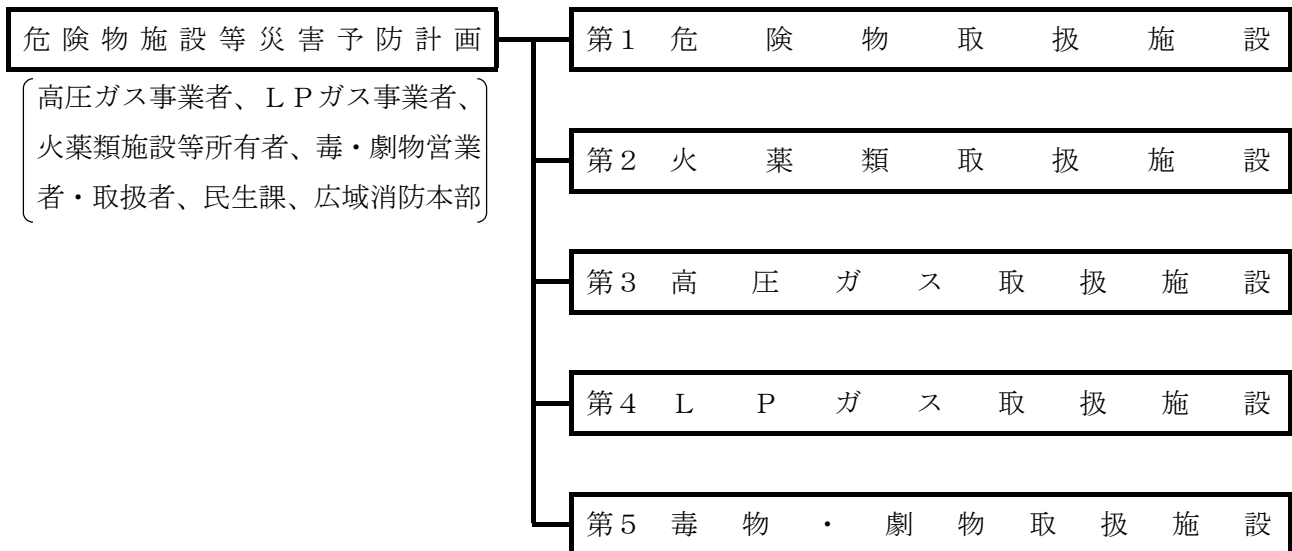 危険物施設等災害予防計画
高圧ガス事業者、ＬＰガス事業者、
火薬類施設等所有者、毒・劇物営業
者・取扱者、民生課、広域消防本部
第１ 危険物取扱施設
第２ 火薬類取扱施設
第３ 高圧ガス取扱施設
第４ ＬＰガス取扱施設
第５ 毒物・劇物取扱施設